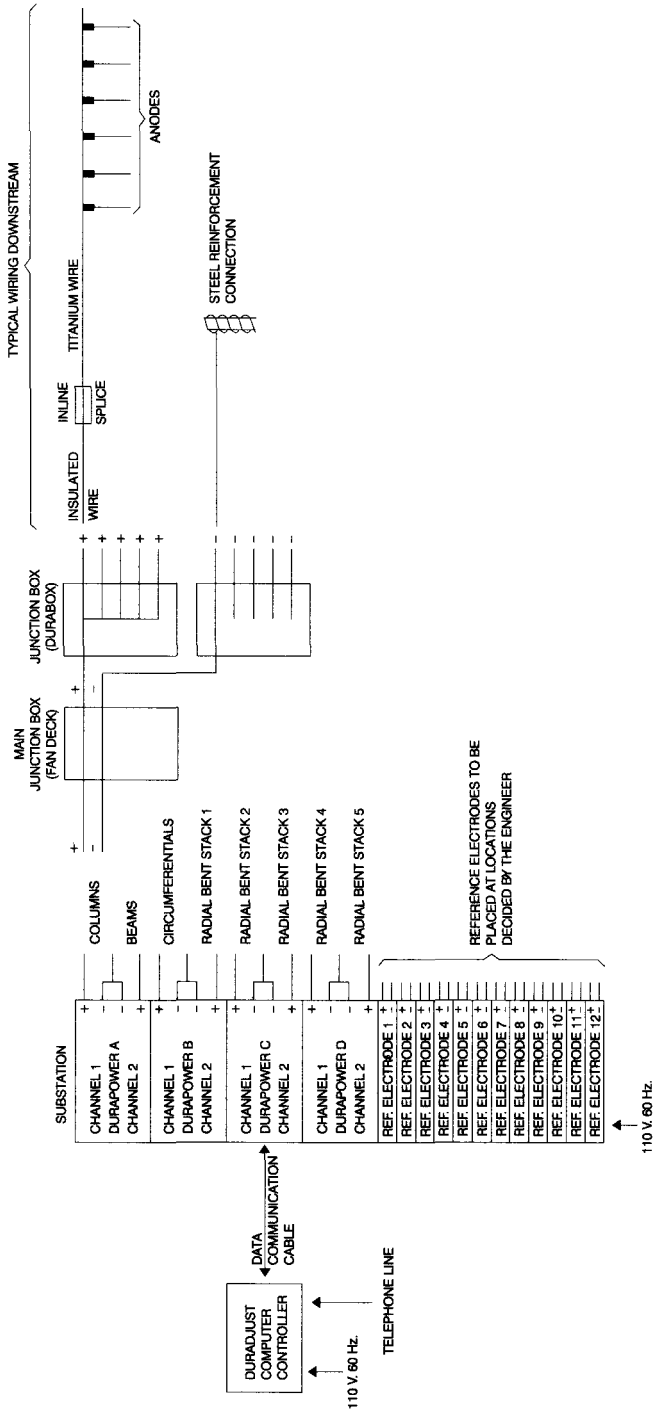 TYPICAL WIRING DOWNSTREAM
INSULATED
WIRE
INLINE
SPLICE
TITANIUM WIRE
ANODES
STEEL REINFORCEMENT
CONNECTION
JUNCTION BOX
(DURABOX)
+
+
+
+
+
-
-
-
-
-
MAIN
JUNCTION BOX
(FAN DECK)
+
-
+
-
SUBSTATION
CHANNEL 1 +
DURAPOWER A -
-
CHANNEL 2 +
COLUMNS
BEAMS
CHANNEL 1 +
DURAPOWER B -
-
CHANNEL 2 +
CIRCUMFERENTIALS
RADIAL BENT STACK 1
CHANNEL 1 +
DURAPOWER C -
-
CHANNEL 2 +
RADIAL BENT STACK 2
RADIAL BENT STACK 3
CHANNEL 1 +
DURAPOWER D -
-
CHANNEL 2 +
RADIAL BENT STACK 4
RADIAL BENT STACK 5
REF. ELECTRODE 1 ±
REF. ELECTRODE 2 ±
REF. ELECTRODE 3 ±
REF. ELECTRODE 4 ±
REF. ELECTRODE 5 ±
REF. ELECTRODE 6 ±
REF. ELECTRODE 7 ±
REF. ELECTRODE 8 ±
REF. ELECTRODE 9 ±
REF. ELECTRODE 10 ±
REF. ELECTRODE 11 ±
REF. ELECTRODE 12 ±
REFERENCE ELECTRODES TO BE
PLACED AT LOCATIONS
DECIDED BY THE ENGINEER
110 V. 60 Hz.
DATA
COMMUNICATION
CABLE
DURADJUST
COMPUTER
CONTROLLER
110 V. 60 Hz.
TELEPHONE LINE